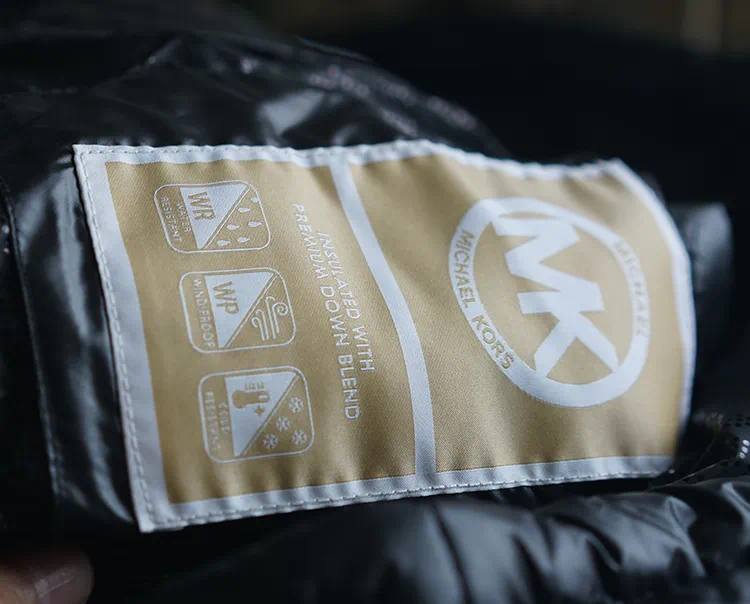 MK
MICHAEL
MICHAEL KORS
INSULATED WITH
PREMIUM DOWN BLEND
WR
WATER
RESISTANT
WP
WINDPROOF
COLD
RESISTANT